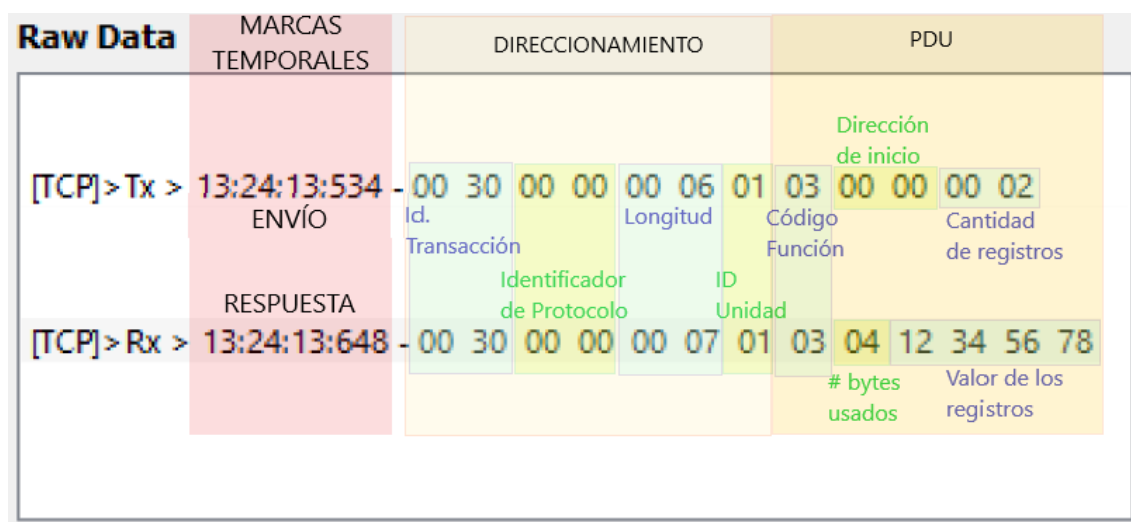 Raw Data
MARCAS
TEMPORALES
DIRECCIONAMIENTO
PDU
Dirección
de inicio
[TCP]>Tx > 13:24:13:534 - 00 30 00 00 00 06 01 03 00 00 00 02
ENVÍO
Id.
Transacción
Longitud
Código
Función
Cantidad
de registros
Identificador
de Protocolo
ID
Unidad
RESPUESTA
[TCP]>Rx > 13:24:13:648 - 00 30 00 00 00 07 01 03 04 12 34 56 78
# bytes
usados
Valor de los
registros